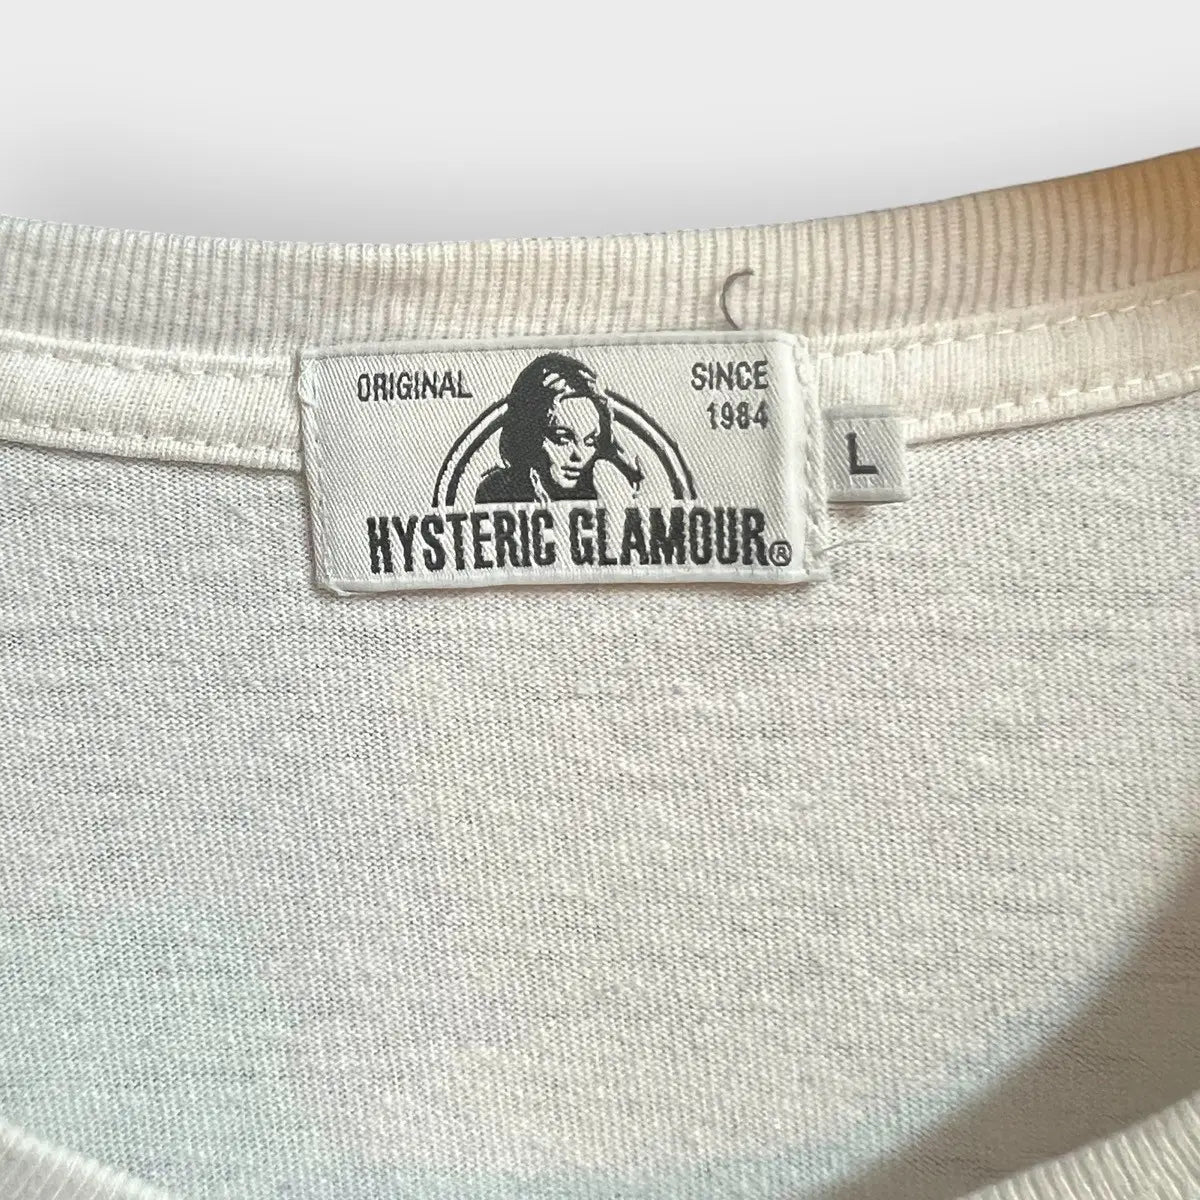 ORIGINAL
SINCE
1984
HYSTERIC GLAMOUR®
L